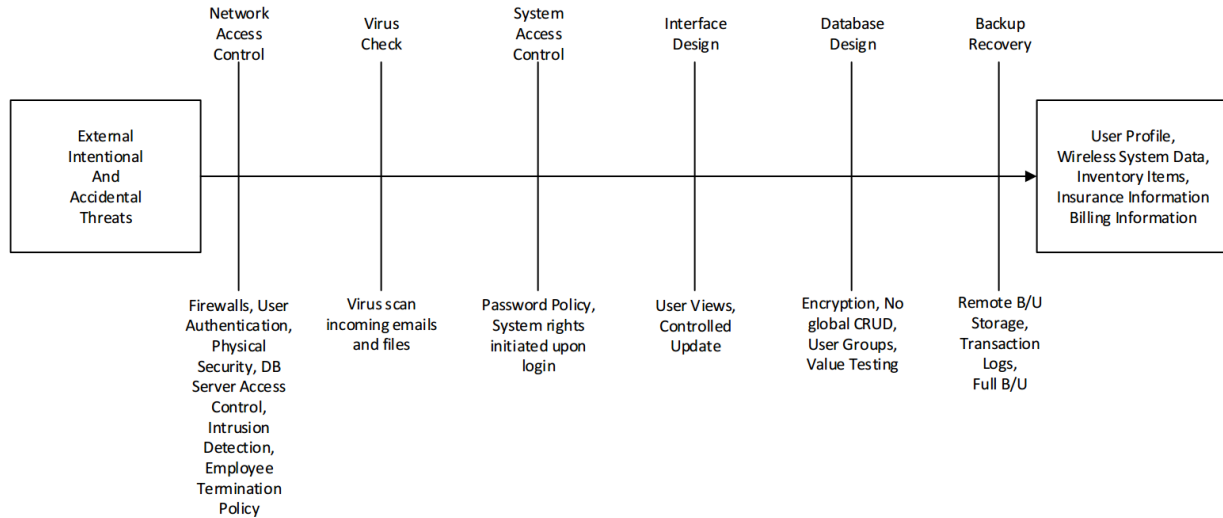 Network
Access
Control
Virus
Check
System
Access
Control
Interface
Design
Database
Design
Backup
Recovery
External
Intentional
And
Accidental
Threats
User Profile,
Wireless System Data,
Inventory Items,
Insurance Information
Billing Information
Firewalls, User
Authentication,
Physical
Security, DB
Server Access
Control,
Intrusion
Detection,
Employee
Termination
Policy
Virus scan
incoming emails
and files
Password Policy,
System rights
initiated upon
login
User Views,
Controlled
Update
Encryption, No
global CRUD,
User Groups,
Value Testing
Remote B/U
Storage,
Transaction
Logs,
Full B/U